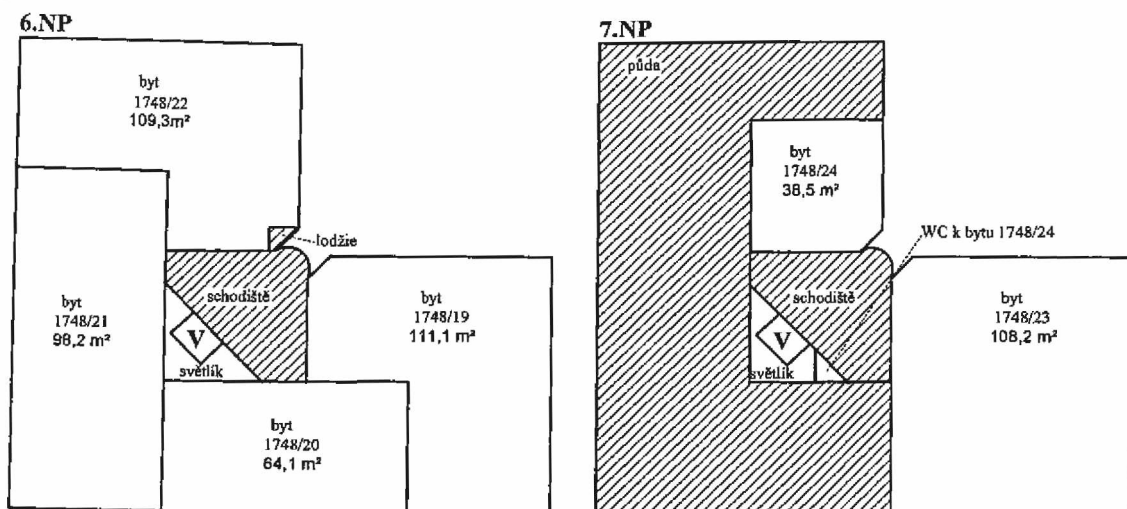 6.NP
byt
1748/22
109,3m²
lodžie
byt
1748/21
98,2 m²
schodiště
V
světlík
byt
1748/19
111,1 m²
byt
1748/20
64,1 m²
7.NP
půda
byt
1748/24
38,5 m²
WC k bytu 1748/24
schodiště
V
světlík
byt
1748/23
108,2 m²